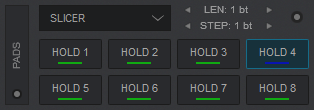 SLICER
LEN: 1 bt
STEP: 1 bt
PADS
HOLD 1 HOLD 2 HOLD 3 HOLD 4
HOLD 5 HOLD 6 HOLD 7 HOLD 8